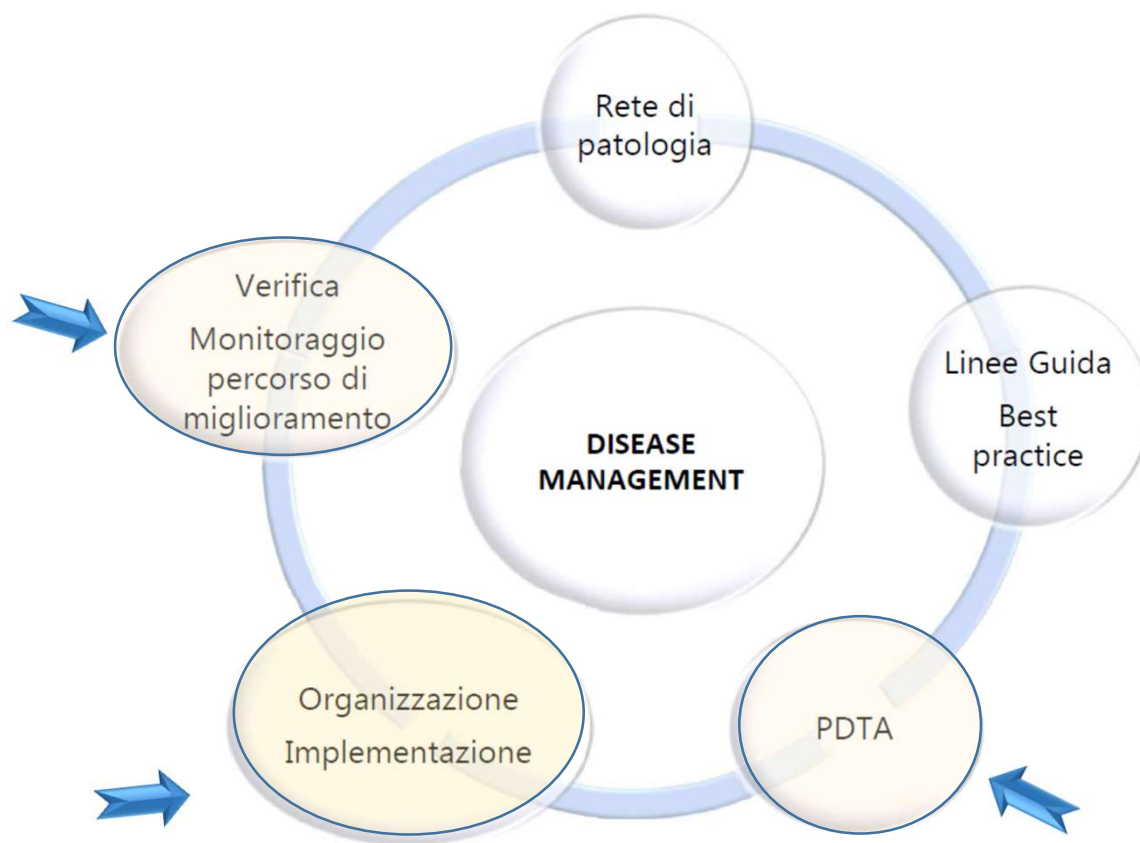 Rete di
patologia
Linee Guida
Best
practice
PDTA
Organizzazione
Implementazione
Verifica
Monitoraggio
percorso di
miglioramento
DISEASE
MANAGEMENT